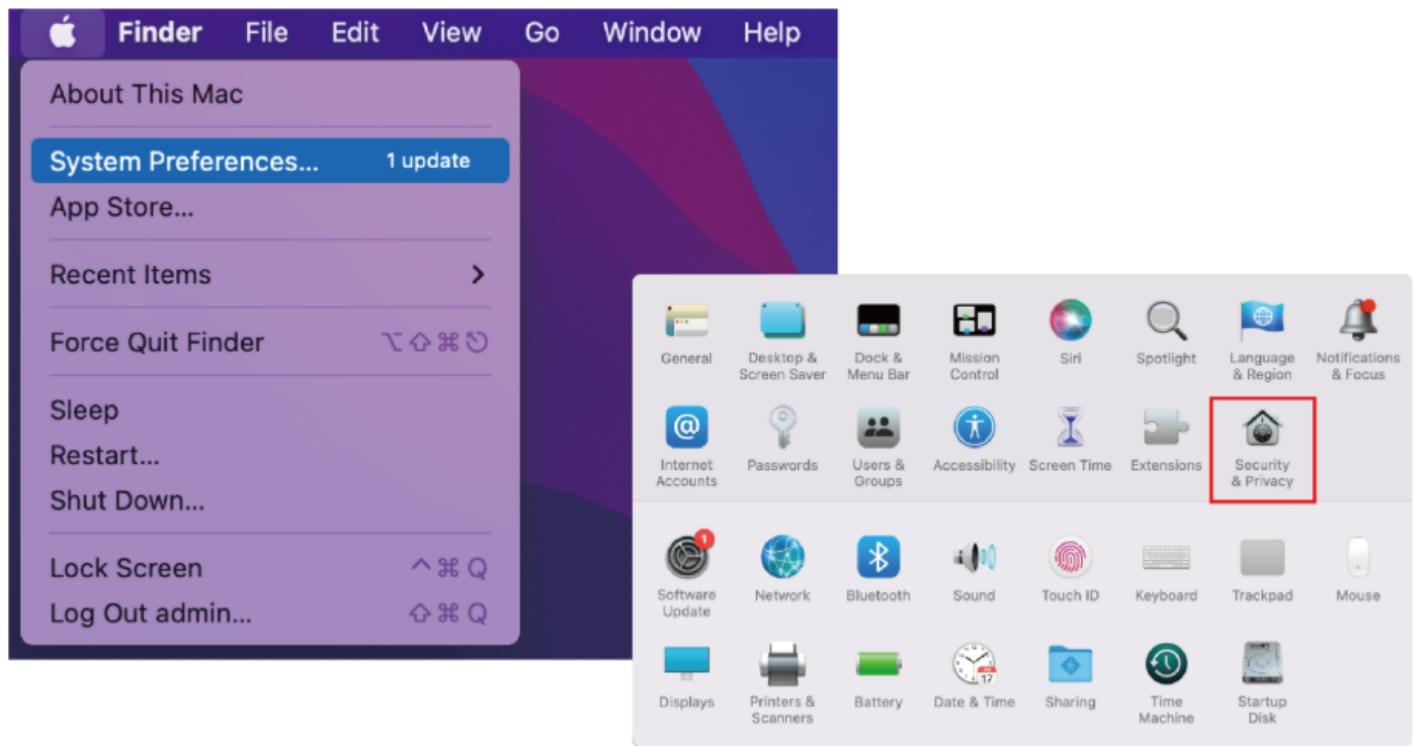 Finder File Edit View Go Window Help
About This Mac
System Preferences... 1 update
App Store...
Recent Items >
Force Quit Finder ⌥⇧⌘⎋
Sleep
Restart...
Shut Down...
Lock Screen ^⌘Q
Log Out admin... ⇧⌘Q
General
Desktop &
Screen Saver
Dock &
Menu Bar
Mission
Control
Siri
Spotlight
Language
& Region
Notifications
& Focus
Internet
Accounts
Passwords
Users &
Groups
Accessibility
Screen Time
Extensions
Security
& Privacy
1
Software
Update
Network
Bluetooth
Sound
Touch ID
Keyboard
Trackpad
Mouse
Displays
Printers &
Scanners
Battery
17
Date & Time
Sharing
Time
Machine
Startup
Disk